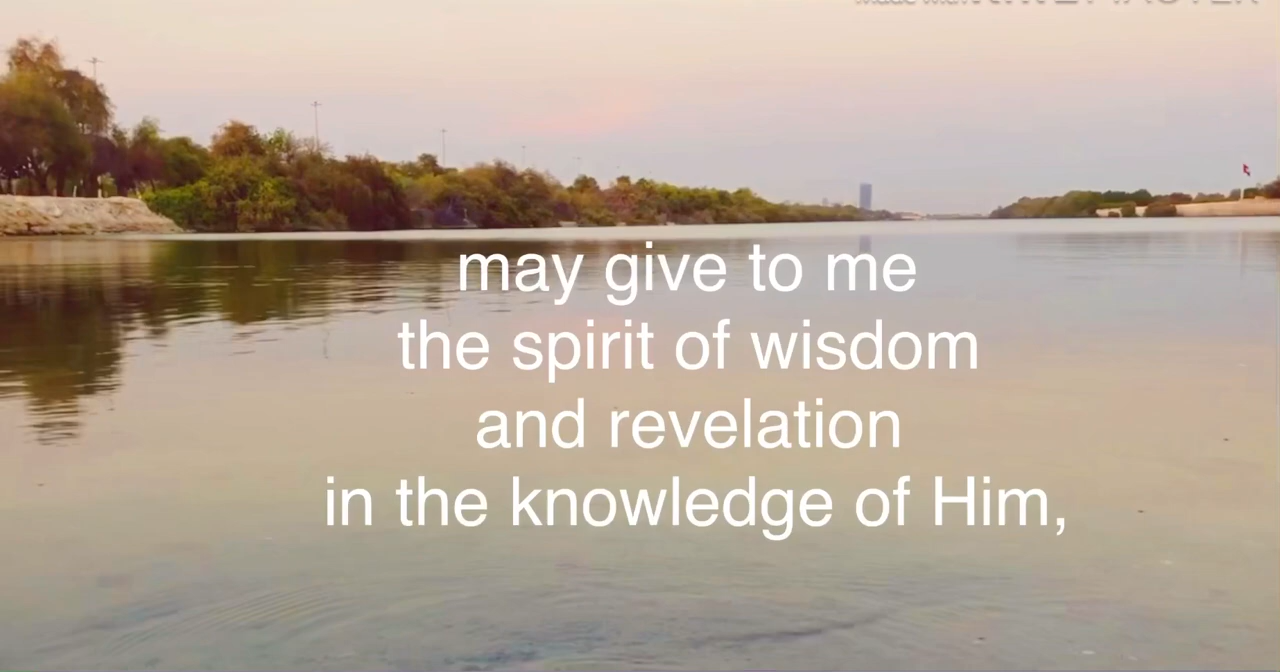 may give to me
the spirit of wisdom
and revelation
in the knowledge of Him,